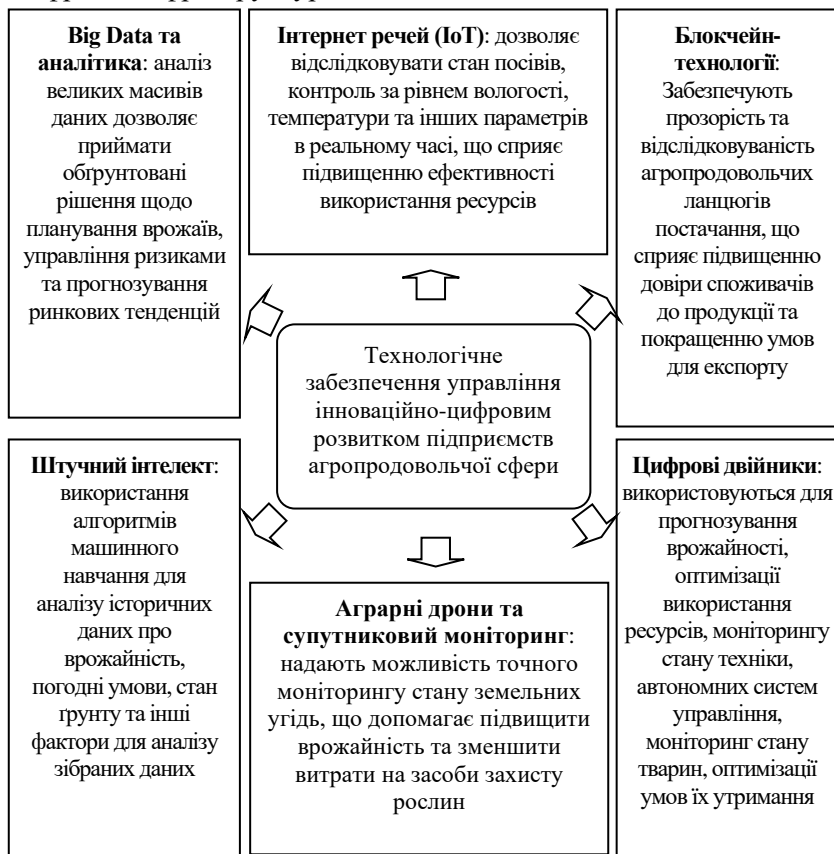 Big Data та
аналітика: аналіз
великих масивів
даних дозволяє
приймати
обґрунтовані
рішення щодо
планування врожаїв,
управління ризиками
та прогнозування
ринкових тенденцій
Інтернет речей (IoT): дозволяє
відслідковувати стан посівів,
контроль за рівнем вологості,
температури та інших параметрів
в реальному часі, що сприяє
підвищенню ефективності
використання ресурсів
Блокчейн-
технології:
Забезпечують
прозорість та
відслідковуваність
агропродовольчих
ланцюгів
постачання, що
сприяє підвищенню
довіри споживачів
до продукції та
покращенню умов
для експорту
Технологічне
забезпечення управління
інноваційно-цифровим
розвитком підприємств
агропродовольчої сфери
Штучний інтелект:
використання
алгоритмів
машинного
навчання для
аналізу історичних
даних про
врожайність,
погодні умови, стан
ґрунту та інші
фактори для аналізу
зібраних даних
Аграрні дрони та
супутниковий моніторинг:
надають можливість точного
моніторингу стану земельних
угідь, що допомагає підвищити
врожайність та зменшити
витрати на засоби захисту
рослин
Цифрові двійники:
використовуються для
прогнозування
врожайності,
оптимізації
використання
ресурсів, моніторингу
стану техніки,
автономних систем
управління,
моніторинг стану
тварин, оптимізації
умов їх утримання